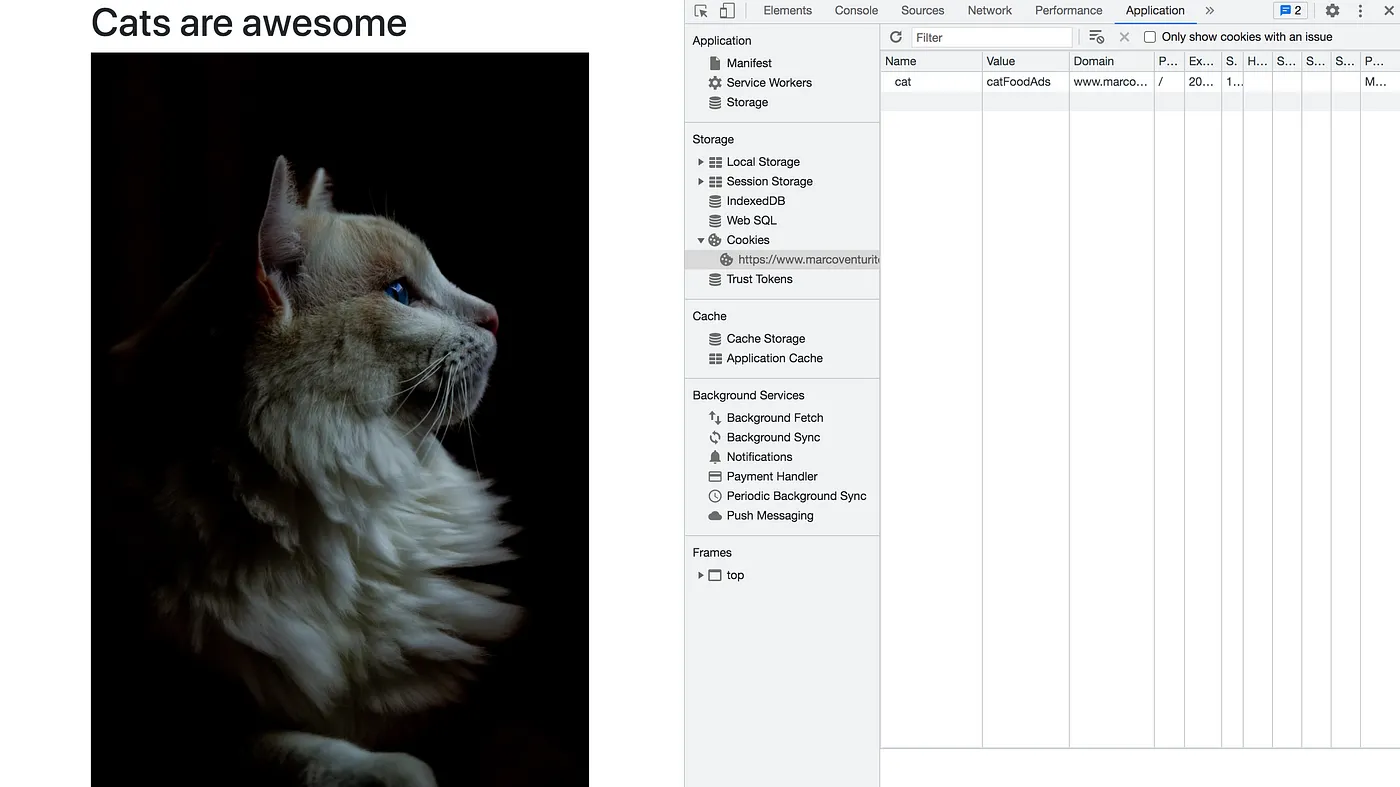 Cats are awesome
Elements Console Sources Network Performance Application » 2
Application
Manifest
Service Workers
Storage
Storage
Local Storage
Session Storage
IndexedDB
Web SQL
Cookies
https://www.marcoventurit
Trust Tokens
Cache
Cache Storage
Application Cache
Background Services
Background Fetch
Background Sync
Notifications
Payment Handler
Periodic Background Sync
Push Messaging
Frames
top
Filter Only show cookies with an issue
Name Value Domain P... Ex... S. H... S... S... S... P...
cat catFoodAds www.marco... / 20... 1... M...